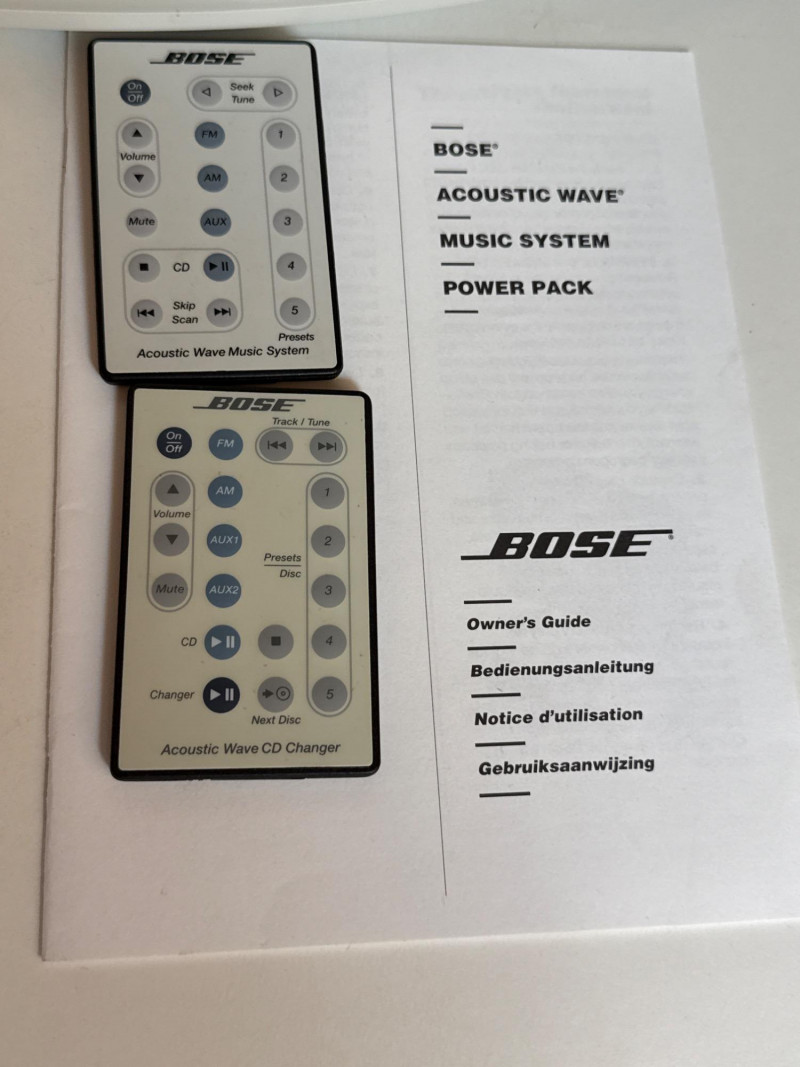 BOSE
On
Off
Seek
Tune
Volume
FM
1
AM
2
Mute
AUX
3
CD
4
Skip
Scan
5
Presets
Acoustic Wave Music System
BOSE
Track / Tune
On
Off
FM
AM
1
Volume
AUX1
2
Presets
Disc
Mute
AUX2
3
CD
4
Changer
5
Next Disc
Acoustic Wave CD Changer
BOSE®
ACOUSTIC WAVE®
MUSIC SYSTEM
POWER PACK
BOSE®
Owner's Guide
Bedienungsanleitung
Notice d'utilisation
Gebruiksaanwijzing